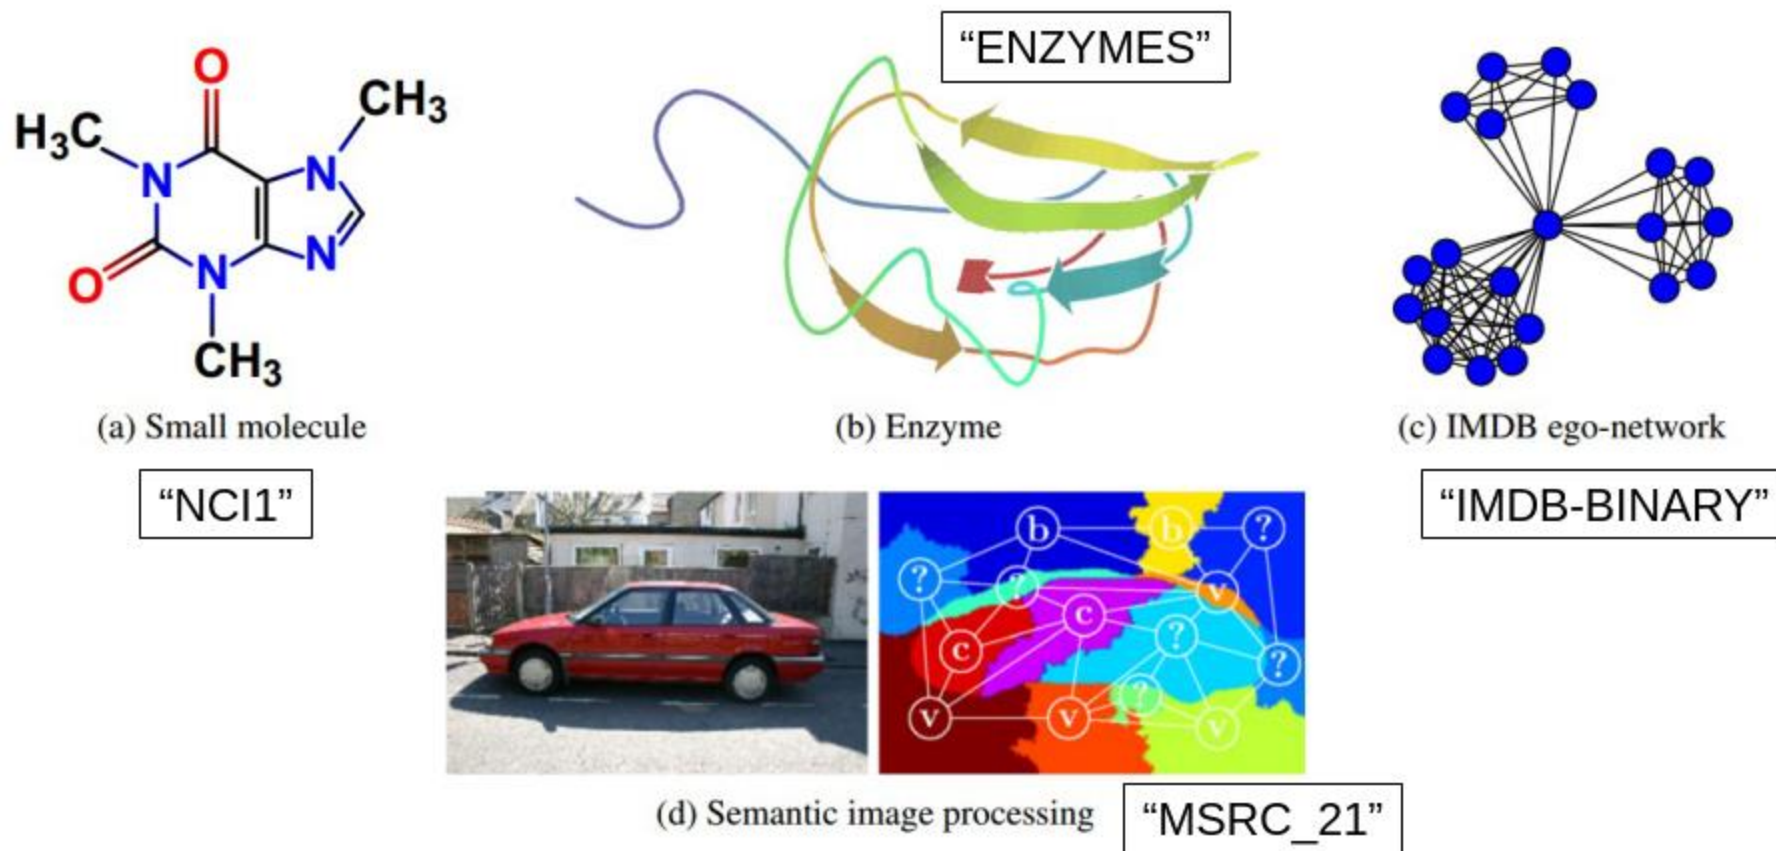 “ENZYMES”
O
CH3
H3C
N
N
O
N
N
CH3
(a) Small molecule
(b) Enzyme
(c) IMDB ego-network
“NCI1”
“IMDB-BINARY”
b
b
?
?
?
v
c
?
c
?
?
v
v
v
(d) Semantic image processing
“MSRC_21”